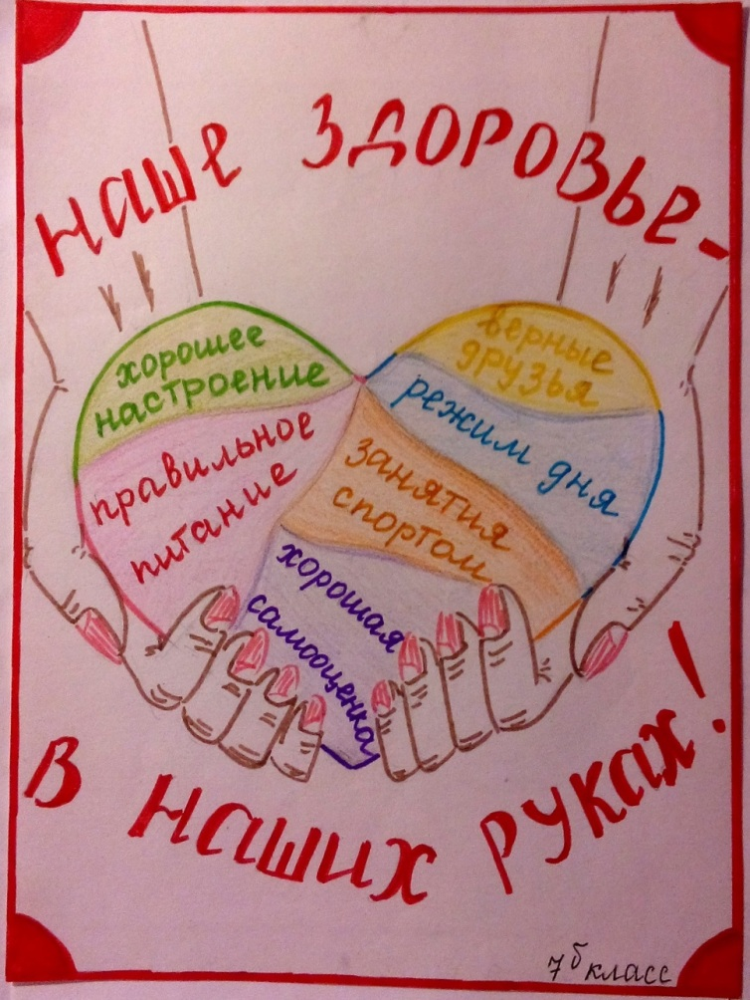 наше здоровье-
хорошее
настроение
верные
друзья
режим дня
правильное
питание
занятия
спортом
хорошая
самооценка
в наших руках!
7б класс